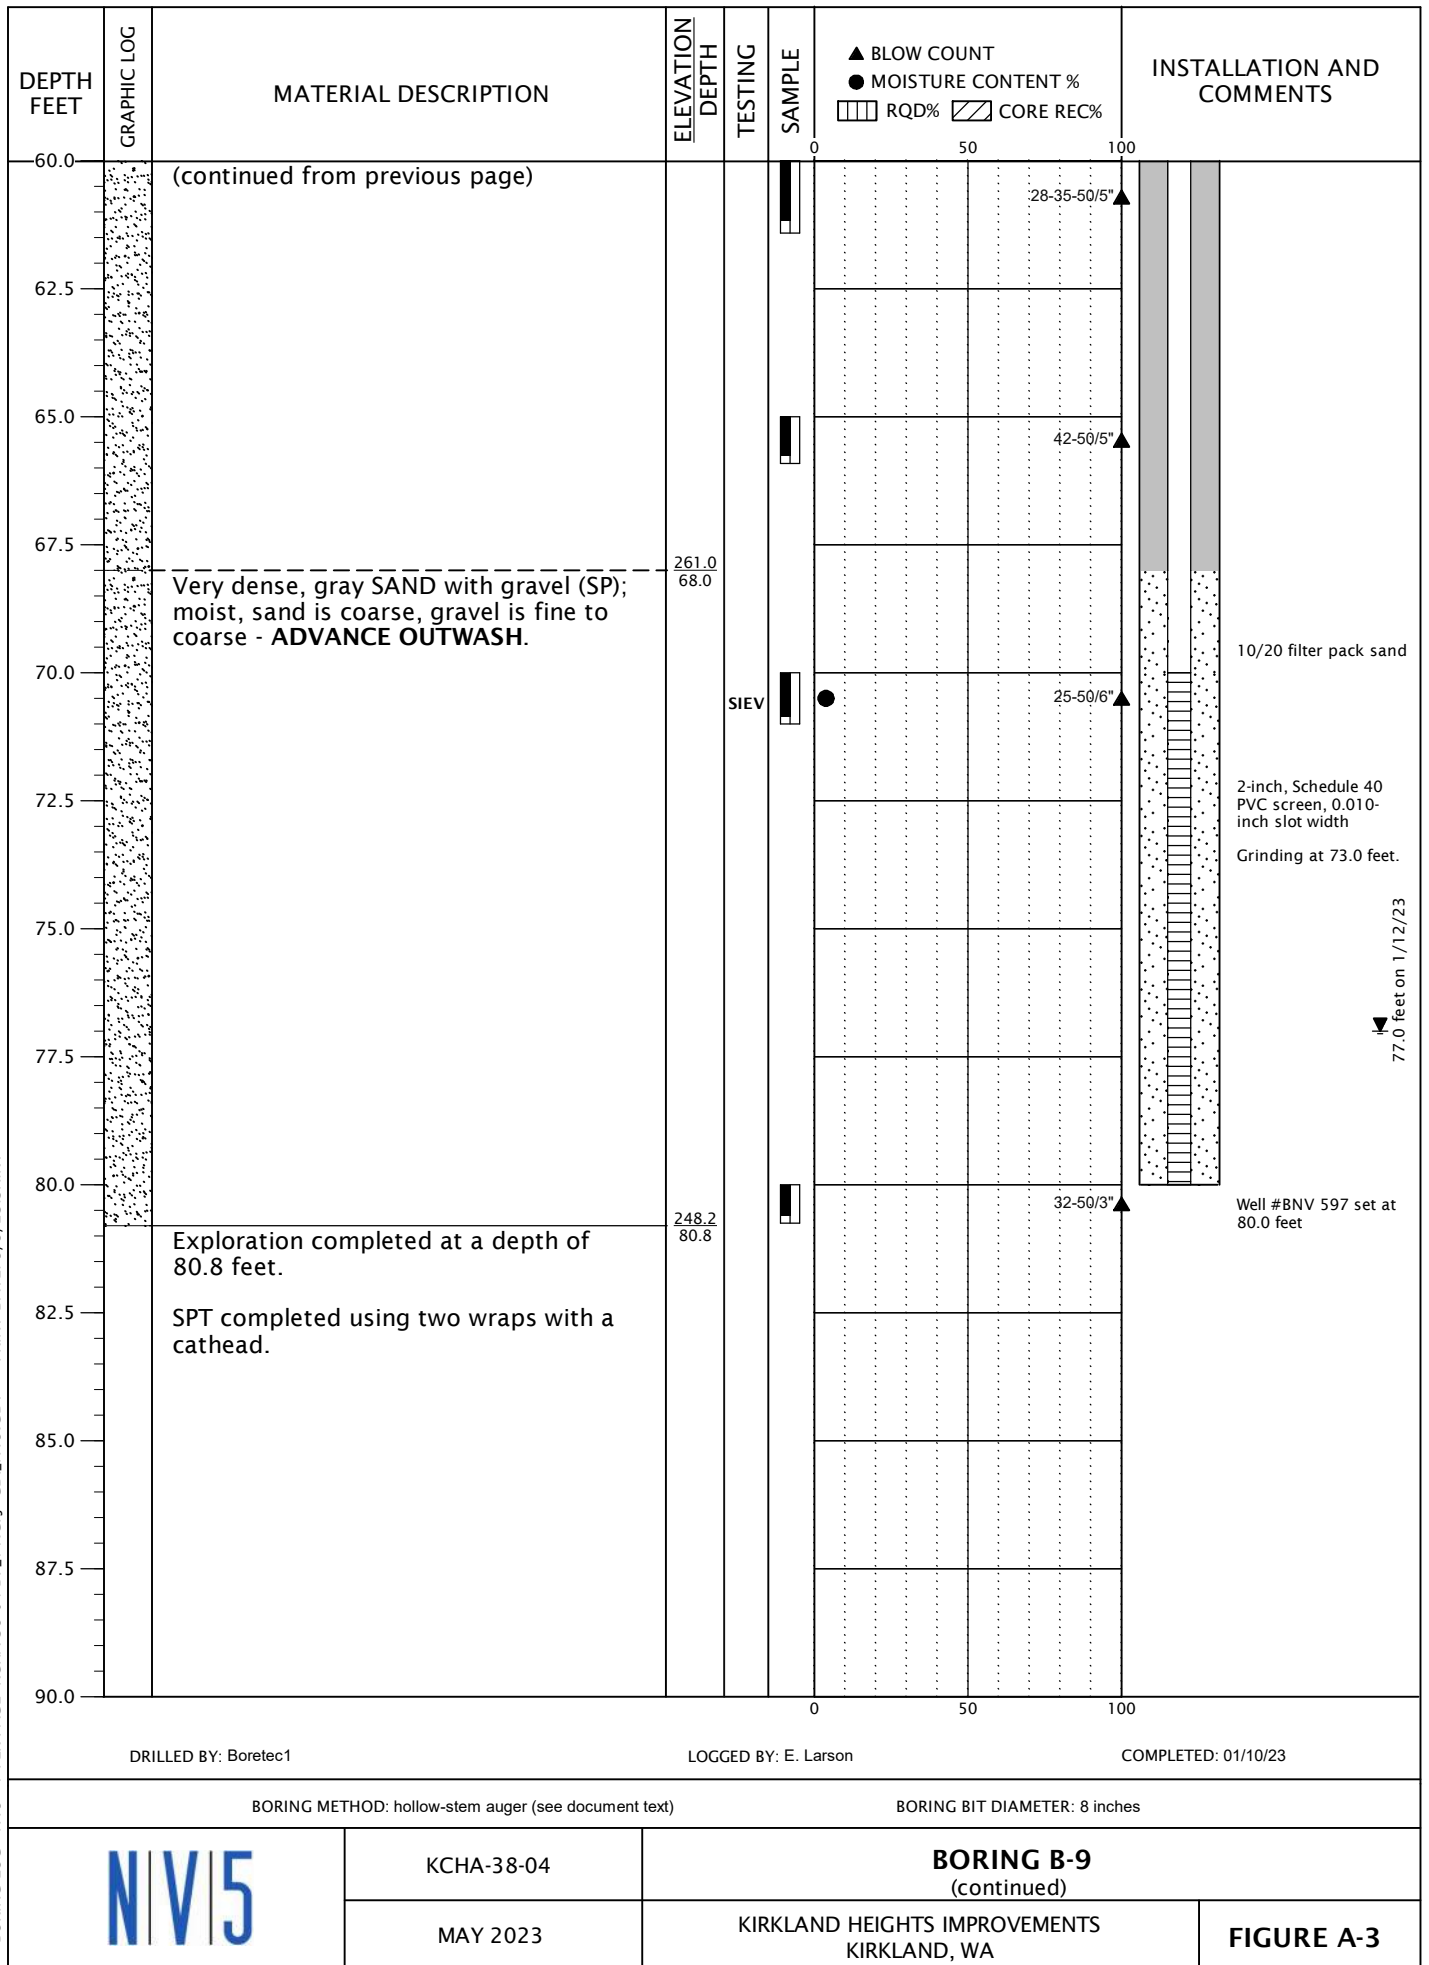 DEPTH
FEET
GRAPHIC LOG
MATERIAL DESCRIPTION
ELEVATION
DEPTH
TESTING
SAMPLE
▲ BLOW COUNT
● MOISTURE CONTENT %
RQD% CORE REC%
INSTALLATION AND
COMMENTS
0 50 100
60.0
(continued from previous page)
28-35-50/5"
62.5
65.0
42-50/5"
67.5
261.0
68.0
Very dense, gray SAND with gravel (SP);
moist, sand is coarse, gravel is fine to
coarse - ADVANCE OUTWASH.
10/20 filter pack sand
70.0
SIEV
25-50/6"
72.5
2-inch, Schedule 40
PVC screen, 0.010-
inch slot width
Grinding at 73.0 feet.
75.0
77.0 feet on 1/12/23
77.5
80.0
32-50/3"
Well #BNV 597 set at
80.0 feet
248.2
80.8
Exploration completed at a depth of
80.8 feet.
82.5
SPT completed using two wraps with a
cathead.
85.0
87.5
90.0
0 50 100
DRILLED BY: Boretec1
LOGGED BY: E. Larson
COMPLETED: 01/10/23
BORING METHOD: hollow-stem auger (see document text)
BORING BIT DIAMETER: 8 inches
N|V|5
KCHA-38-04
BORING B-9
(continued)
MAY 2023
KIRKLAND HEIGHTS IMPROVEMENTS
KIRKLAND, WA
FIGURE A-3